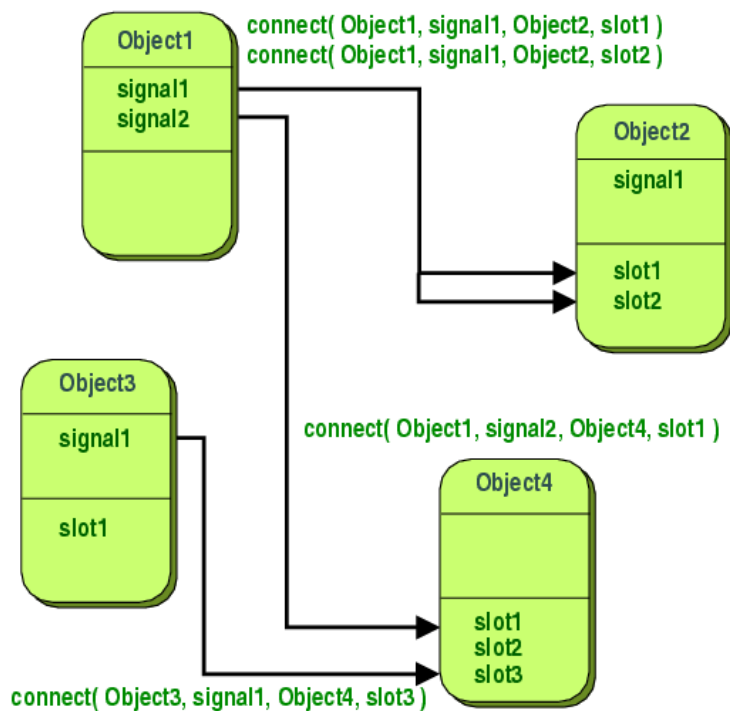 Object1
signal1
signal2
connect( Object1, signal1, Object2, slot1 )
connect( Object1, signal1, Object2, slot2 )
Object2
signal1
slot1
slot2
Object3
signal1
slot1
connect( Object1, signal2, Object4, slot1 )
Object4
slot1
slot2
slot3
connect( Object3, signal1, Object4, slot3 )